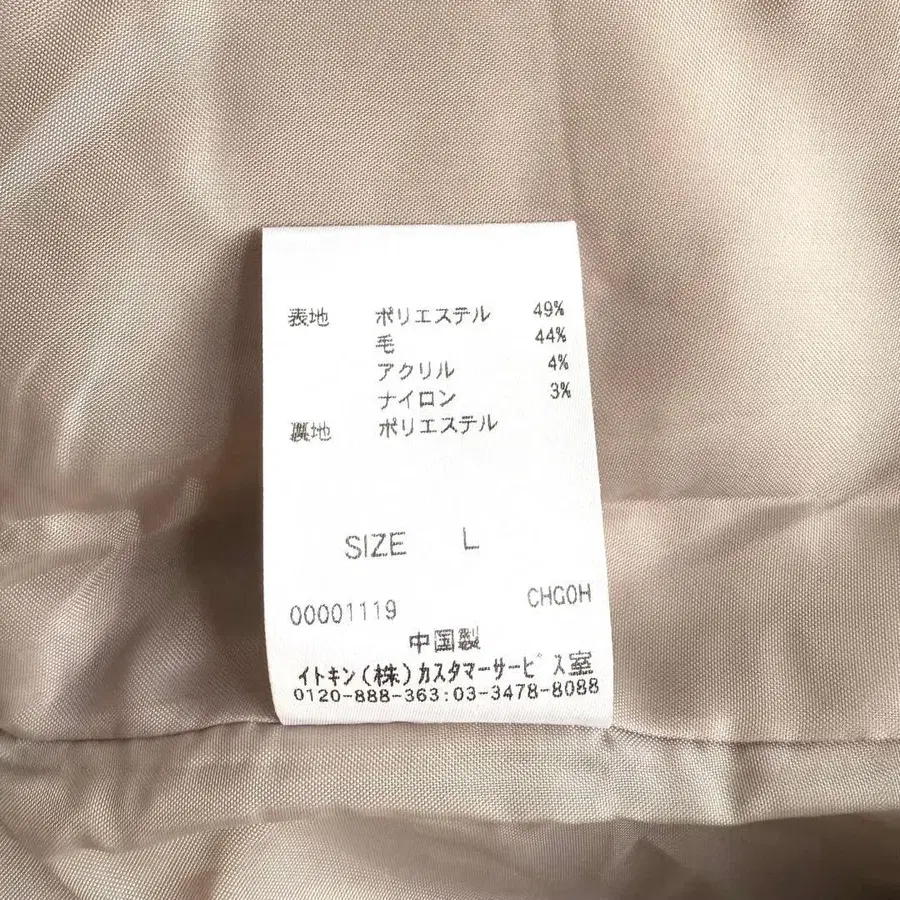 表地 ポリエステル 49%
毛 44%
アクリル 4%
ナイロン 3%
裏地 ポリエステル
SIZE L
00001119 CHGOH
中国製
イトキン(株)カスタマーサービス室
0120-888-363:03-3478-8088